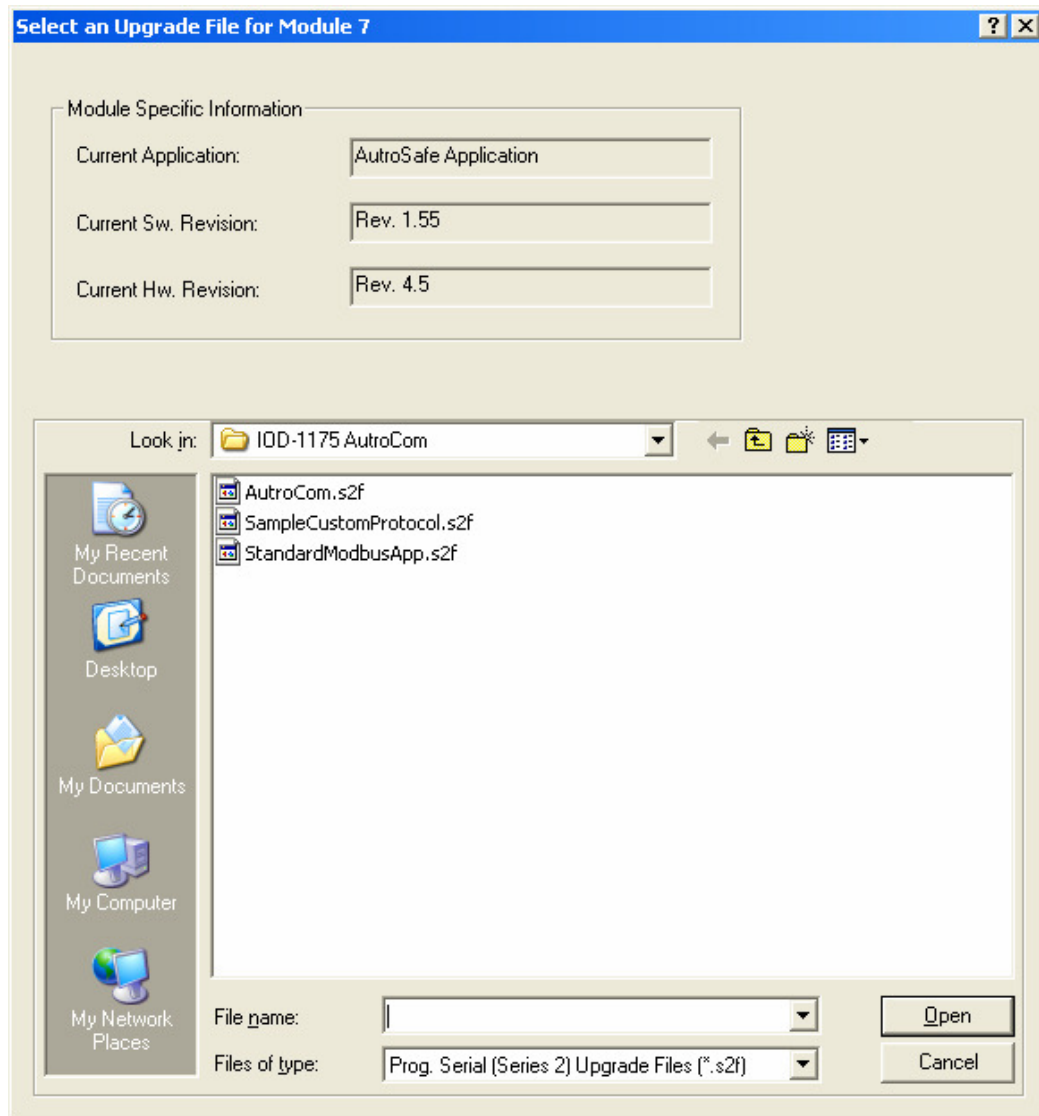 Select an Upgrade File for Module 7
Module Specific Information
Current Application:
AutroSafe Application
Current Sw. Revision:
Rev. 1.55
Current Hw. Revision:
Rev. 4.5
Look in:
IOD-1175 AutroCom
AutroCom.s2f
SampleCustomProtocol.s2f
StandardModbusApp.s2f
My Recent
Documents
Desktop
My Documents
My Computer
My Network
Places
File name:
Open
Files of type:
Prog. Serial (Series 2) Upgrade Files (*.s2f)
Cancel